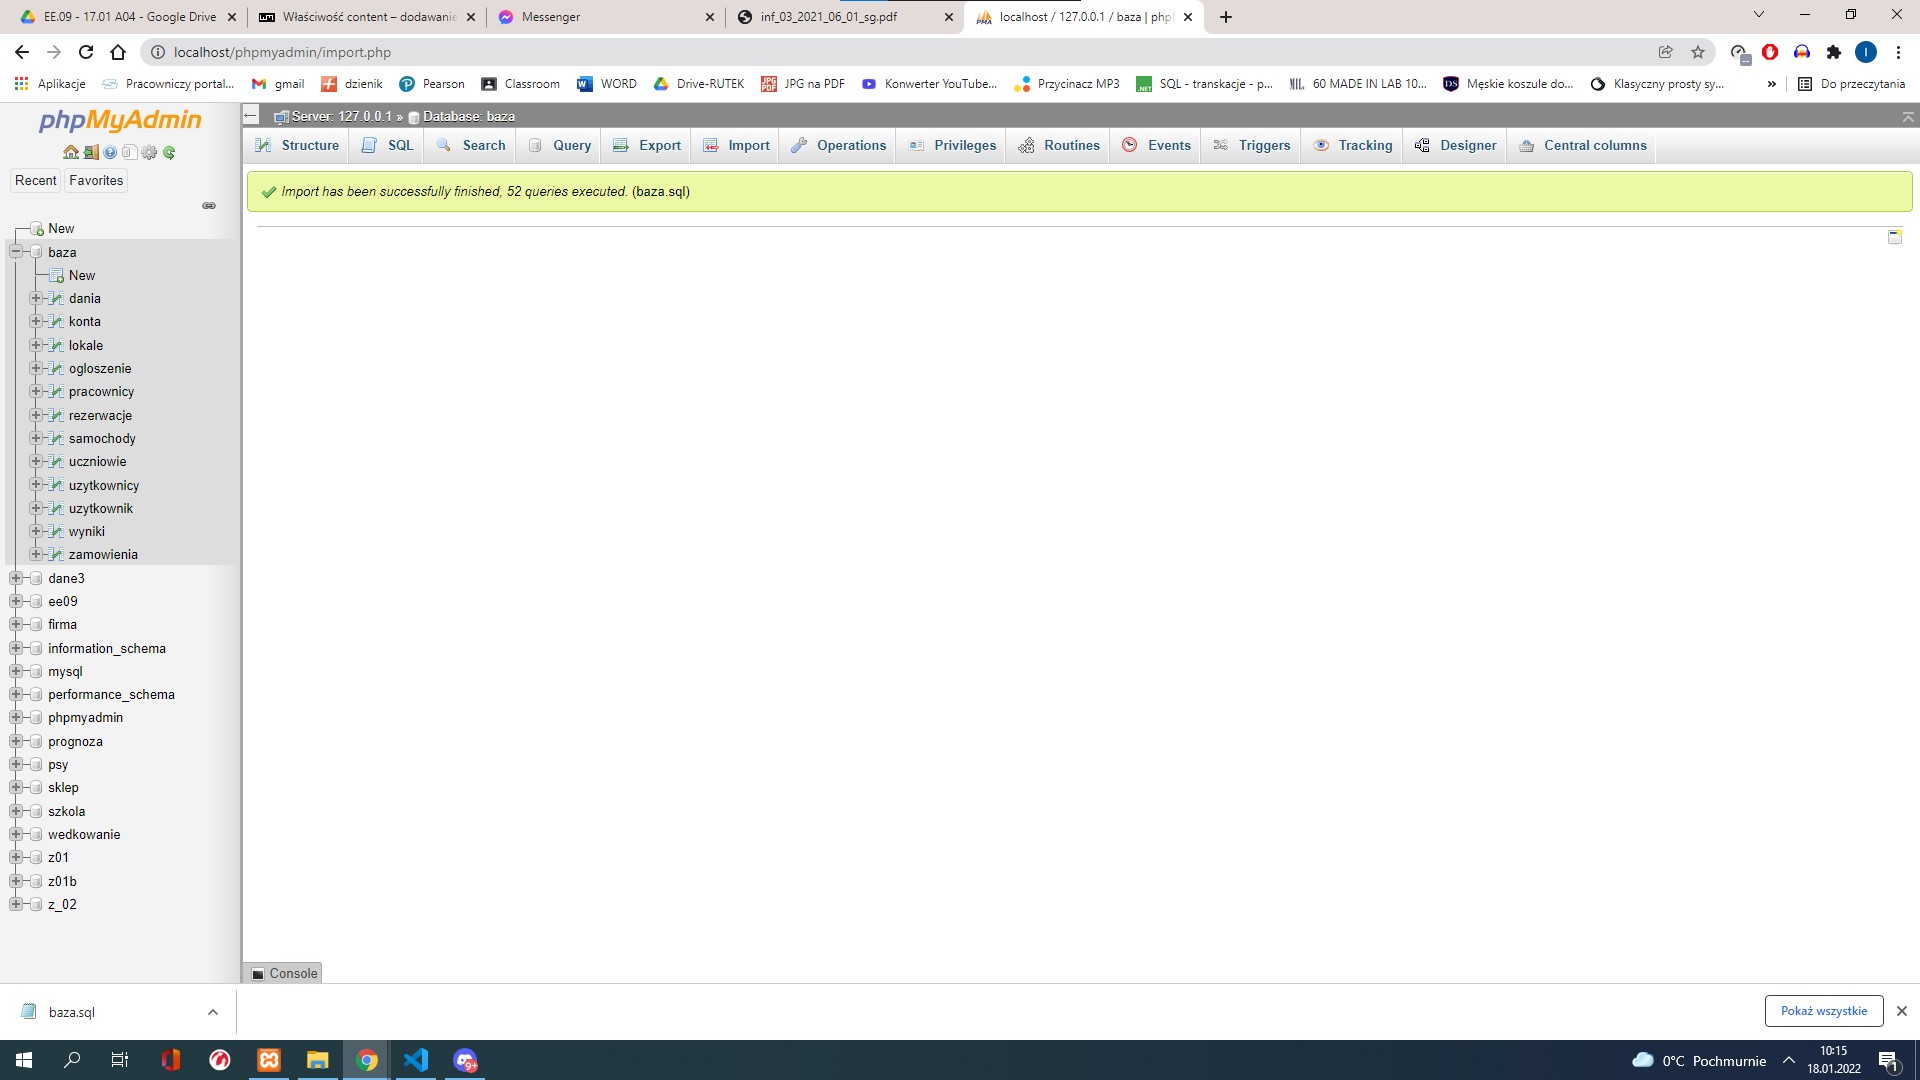 EE.09 - 17.01 A04 - Google Drive
Właściwość content – dodawanie
Messenger
inf_03_2021_06_01_sg.pdf
localhost / 127.0.0.1 / baza | php
localhost/phpmyadmin/import.php
Aplikacje
Pracowniczy portal...
gmail
dzienik
Pearson
Classroom
WORD
Drive-RUTEK
JPG na PDF
Konwerter YouTube...
Przycinacz MP3
SQL - transkacje - p...
60 MADE IN LAB 10...
Męskie koszule do...
Klasyczny prosty sy...
»
Do przeczytania
phpMyAdmin
Recent
Favorites
New
baza
New
dania
konta
lokale
ogloszenie
pracownicy
rezerwacje
samochody
uczniowie
uzytkownicy
uzytkownik
wyniki
zamowienia
dane3
ee09
firma
information_schema
mysql
performance_schema
phpmyadmin
prognoza
psy
sklep
szkola
wedkowanie
z01
z01b
z_02
Server: 127.0.0.1 » Database: baza
Structure
SQL
Search
Query
Export
Import
Operations
Privileges
Routines
Events
Triggers
Tracking
Designer
Central columns
Import has been successfully finished, 52 queries executed. (baza.sql)
Console
baza.sql
Pokaż wszystkie
9+
0°C Pochmurnie
10:15
18.01.2022
1